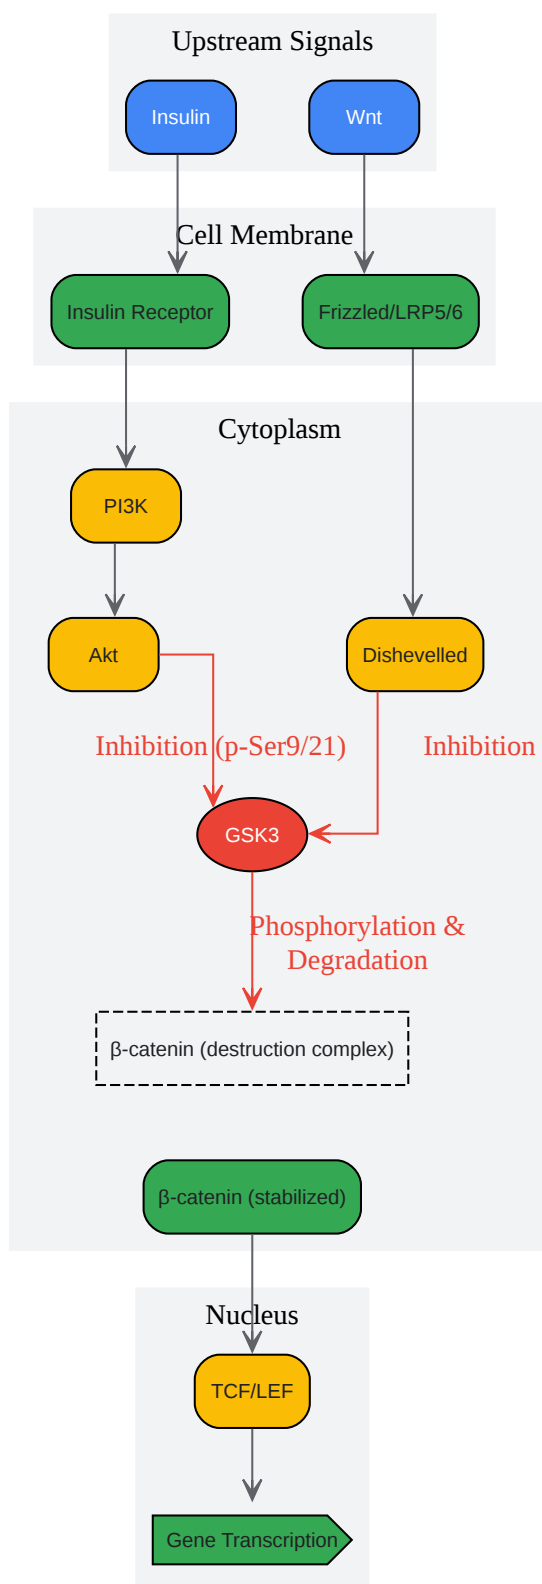 Upstream Signals
Insulin
Wnt
Cell Membrane
Insulin Receptor
Frizzled/LRP5/6
Cytoplasm
PI3K
Akt
Dishevelled
Inhibition (p-Ser9/21)
Inhibition
GSK3
Phosphorylation &
Degradation
β-catenin (destruction complex)
β-catenin (stabilized)
Nucleus
TCF/LEF
Gene Transcription